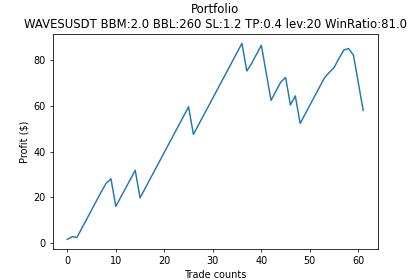 Portfolio
WAVESUSDT BBM:2.0 BBL:260 SL:1.2 TP:0.4 lev:20 WinRatio:81.0
Profit ($)
80
60
40
20
0
0 10 20 30 40 50 60
Trade counts